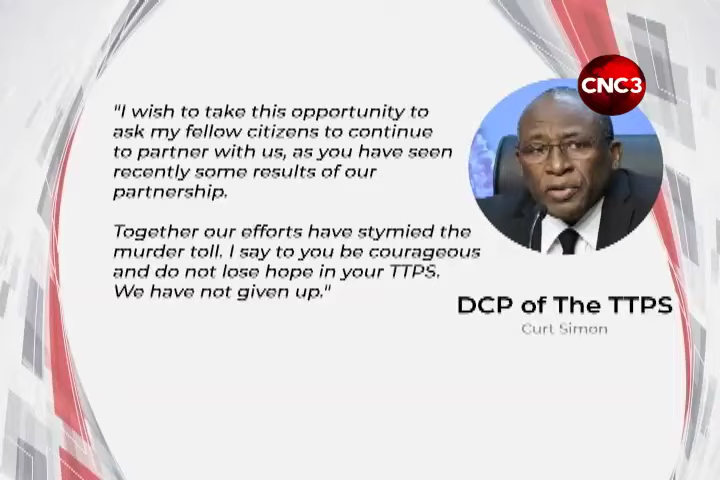 CNC3
"I wish to take this opportunity to
ask my fellow citizens to continue
to partner with us, as you have seen
recently some results of our
partnership.
Together our efforts have stymied the
murder toll. I say to you be courageous
and do not lose hope in your TTPS.
We have not given up."
DCP of The TTPS
Curt Simon